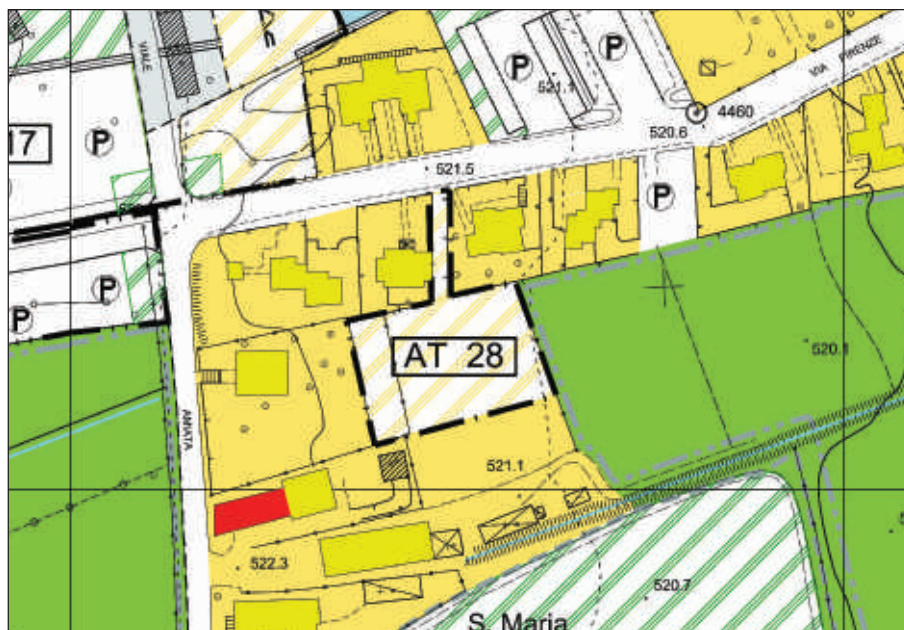 VIALE
P
521.1
VIA FIRENZE
4460
17
P
520.6
521.5
P
P
P
AT 28
520.1
AMIATA
521.1
522.3
520.7
S. Maria